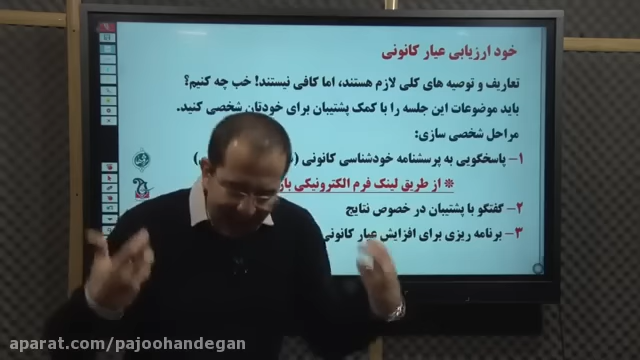 خود ارزیابی عیار کانونی
تعاریف و توصیه های کلی لازم هستند، اما کافی نیستند! خب چه کنیم؟
باید موضوعات این جلسه را با کمک پشتیبان برای خودتان شخصی کنید.
مراحل شخصی سازی:
۱- پاسخگویی به پرسشنامه خودشناسی کانونی (
※ از طریق لینک فرم الکترونیکی
۲- گفتگو با پشتیبان در خصوص نتایج
۳- برنامه ریزی برای افزایش عیار کانونی
aparat.com/pajoohandegan